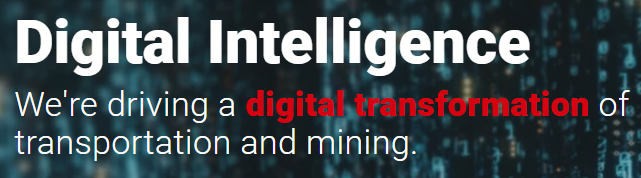 Digital Intelligence
We're driving a digital transformation of
transportation and mining.